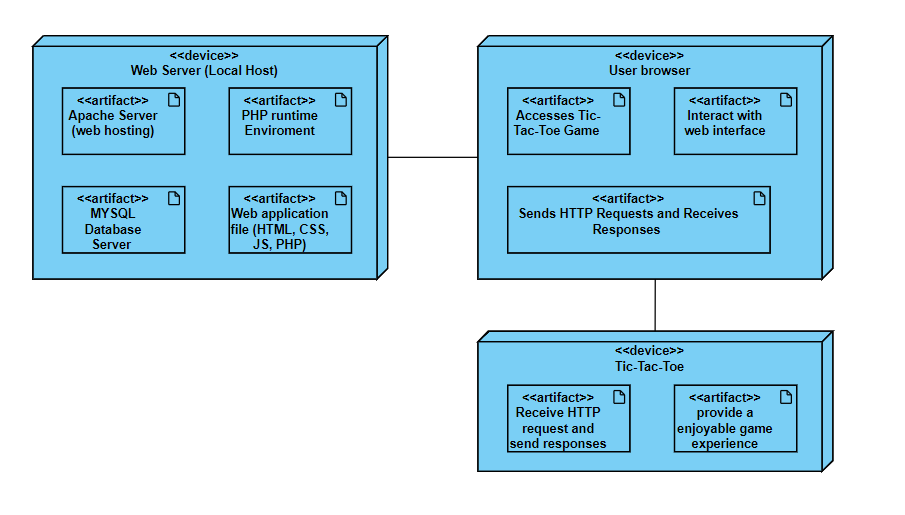 <<device>>
Web Server (Local Host)
<<artifact>>
Apache Server
(web hosting)
<<artifact>>
PHP runtime
Enviroment
<<artifact>>
MYSQL
Database
Server
<<artifact>>
Web application
file (HTML, CSS,
JS, PHP)
<<device>>
User browser
<<artifact>>
Accesses Tic-
Tac-Toe Game
<<artifact>>
Interact with
web interface
<<artifact>>
Sends HTTP Requests and Receives
Responses
<<device>>
Tic-Tac-Toe
<<artifact>>
Receive HTTP
request and
send responses
<<artifact>>
provide a
enjoyable game
experience